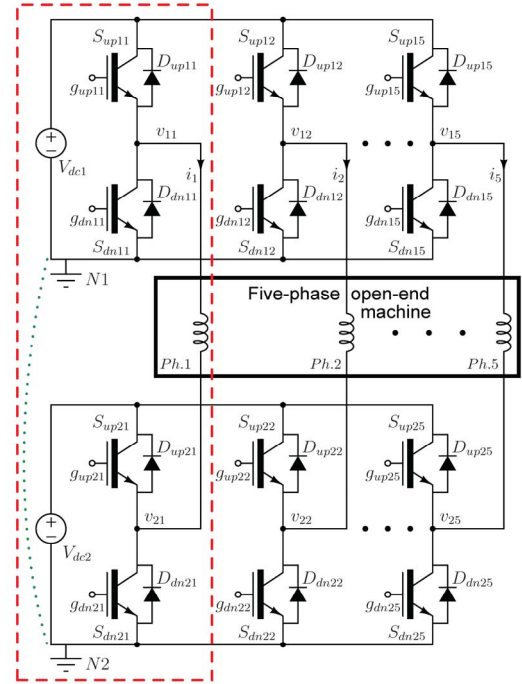 S_up11 S_up12 S_up15
D_up11 D_up12 D_up15
g_up11 g_up12 g_up15
v_11 v_12 v_15
V_dc1
i_1 i_2 i_5
D_dn11 D_dn12 D_dn15
g_dn11 g_dn12 g_dn15
S_dn11 S_dn12 S_dn15
N1
Five-phase open-end
machine
Ph.1 Ph.2 Ph.5
S_up21 S_up22 S_up25
D_up21 D_up22 D_up25
g_up21 g_up22 g_up25
v_21 v_22 v_25
V_dc2
D_dn21 D_dn22 D_dn25
g_dn21 g_dn22 g_dn25
S_dn21 S_dn22 S_dn25
N2